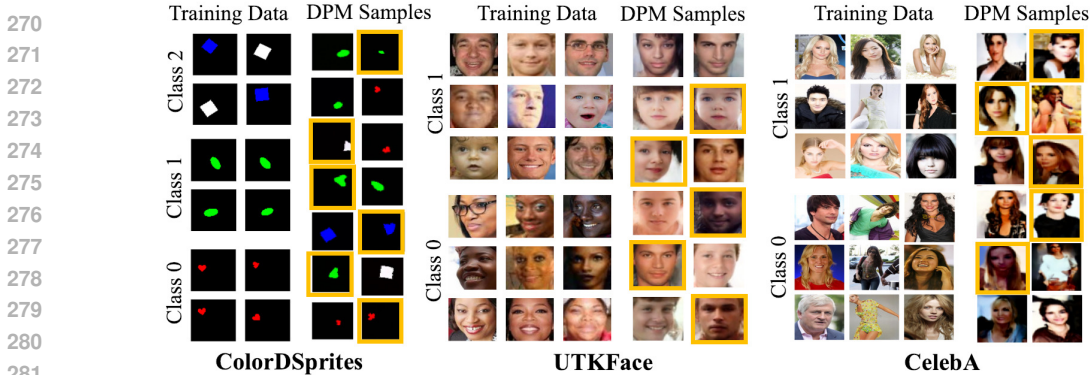 270
271
272
273
274
275
276
277
278
279
280
281
Training Data DPM Samples
Class 2
Class 1
Class 0
ColorDSprites
Training Data DPM Samples
Class 1
Class 0
UTKFace
Training Data DPM Samples
Class 1
Class 0
CelebA